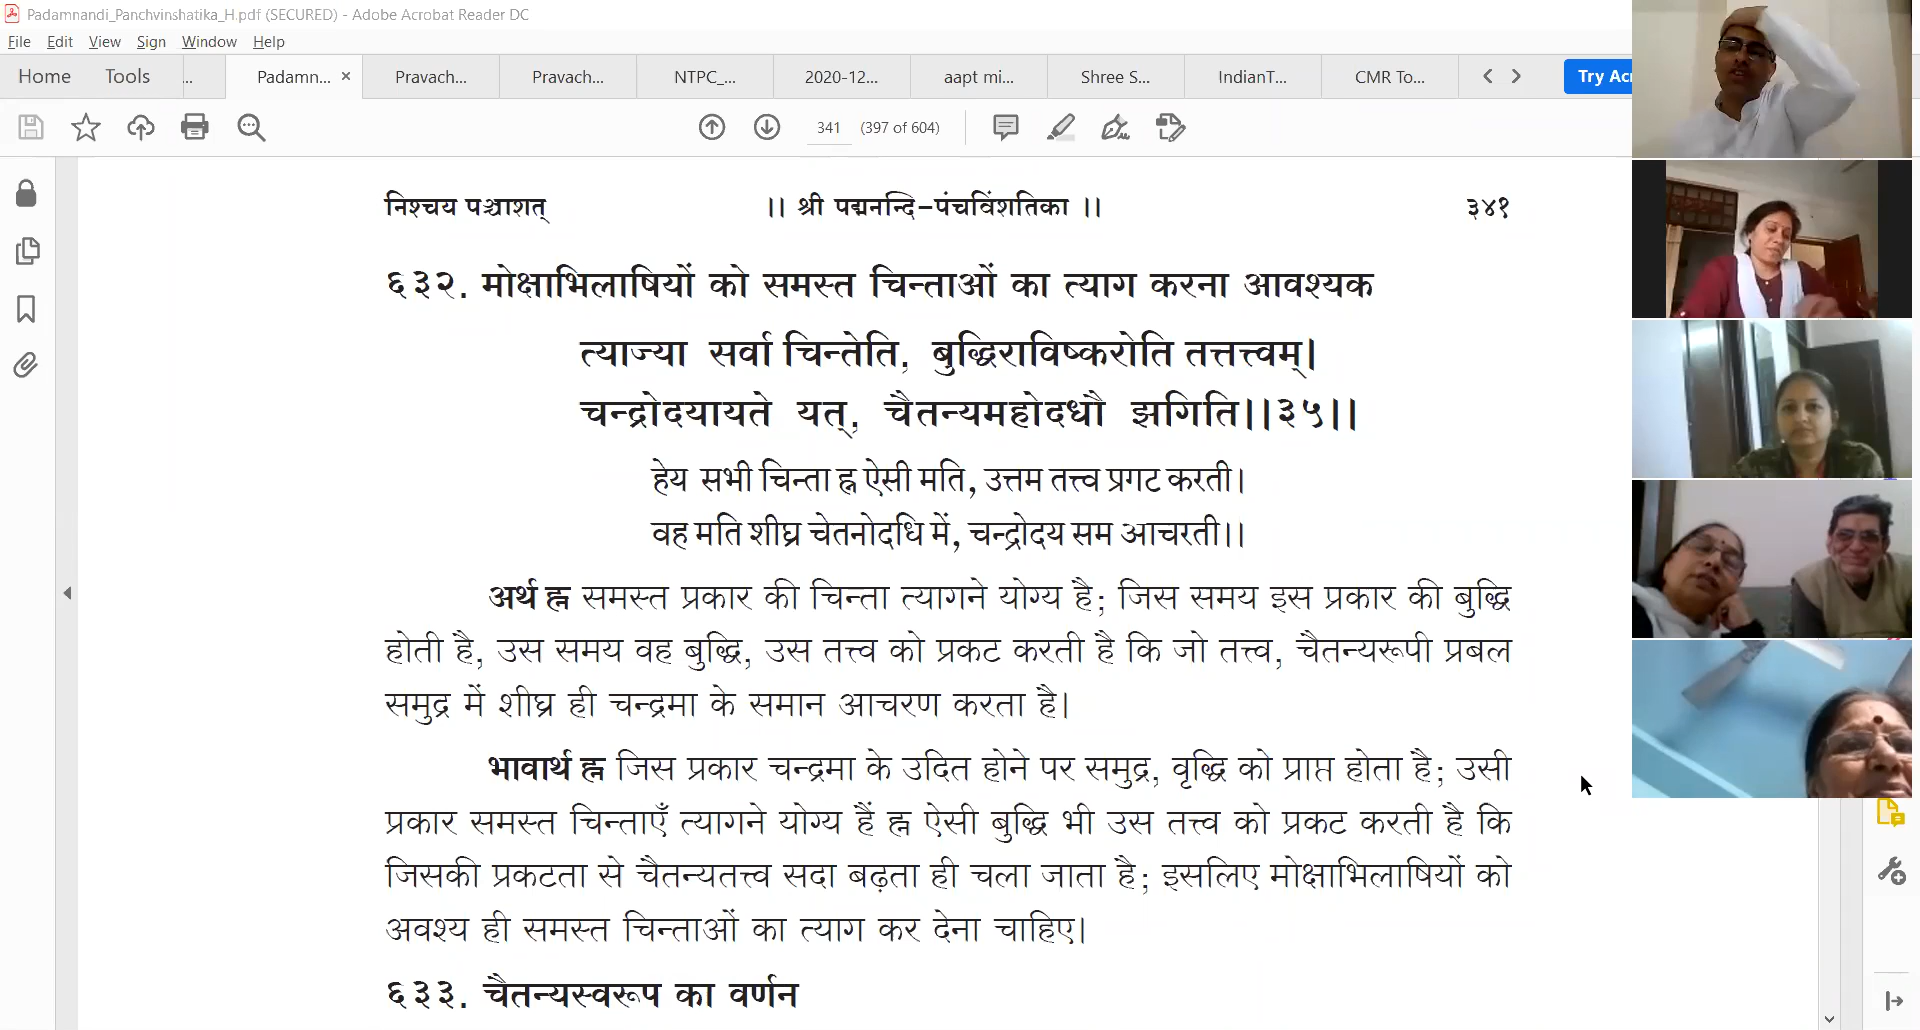 Padamnandi_Panchvinshatika_H.pdf (SECURED) - Adobe Acrobat Reader DC
File Edit View Sign Window Help
Home Tools ... Padamn... × Pravach... Pravach... NTPC_... 2020-12... aapt mi... Shree S... IndianT... CMR To... Try Acr
341 (397 of 604)
निश्चय पञ्चाशत् ।। श्री पद्मनन्दि-पंचविंशतिका ।। ३४१
६३२. मोक्षाभिलाषियों को समस्त चिन्ताओं का त्याग करना आवश्यक
त्याज्या सर्वा चिन्तेति, बुद्धिराविष्करोति तत्तत्त्वम्।
चन्द्रोदयायते यत्, चैतन्यमहोदधौ झगिति।।३५।।
हेय सभी चिन्ता ह्न ऐसी मति, उत्तम तत्त्व प्रगट करती।
वह मति शीघ्र चेतनोदधि में, चन्द्रोदय सम आचरती।।
अर्थ ह्न समस्त प्रकार की चिन्ता त्यागने योग्य है; जिस समय इस प्रकार की बुद्धि
होती है, उस समय वह बुद्धि, उस तत्त्व को प्रकट करती है कि जो तत्त्व, चैतन्यरूपी प्रबल
समुद्र में शीघ्र ही चन्द्रमा के समान आचरण करता है।
भावार्थ ह्न जिस प्रकार चन्द्रमा के उदित होने पर समुद्र, वृद्धि को प्राप्त होता है; उसी
प्रकार समस्त चिन्ताएँ त्यागने योग्य हैं ह्न ऐसी बुद्धि भी उस तत्त्व को प्रकट करती है कि
जिसकी प्रकटता से चैतन्यतत्त्व सदा बढ़ता ही चला जाता है; इसलिए मोक्षाभिलाषियों को
अवश्य ही समस्त चिन्ताओं का त्याग कर देना चाहिए।
६३३. चैतन्यस्वरूप का वर्णन